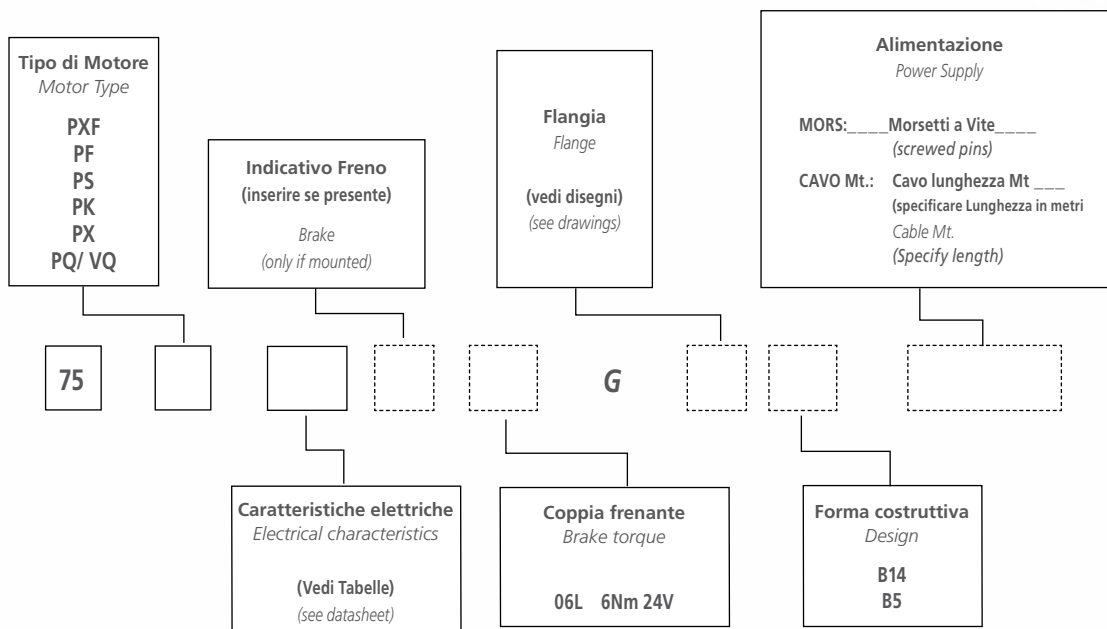 Tipo di Motore
Motor Type
PXF
PF
PS
PK
PX
PQ/ VQ
Indicativo Freno
(inserire se presente)
Brake
(only if mounted)
Flangia
Flange
(vedi disegni)
(see drawings)
Alimentazione
Power Supply
MORS:____Morsetti a Vite____
(screwed pins)
CAVO Mt.: Cavo lunghezza Mt ___
(specificare Lunghezza in metri
Cable Mt.
(Specify length)
75
G
Caratteristiche elettriche
Electrical characteristics
(Vedi Tabelle)
(see datasheet)
Coppia frenante
Brake torque
06L 6Nm 24V
Forma costruttiva
Design
B14
B5